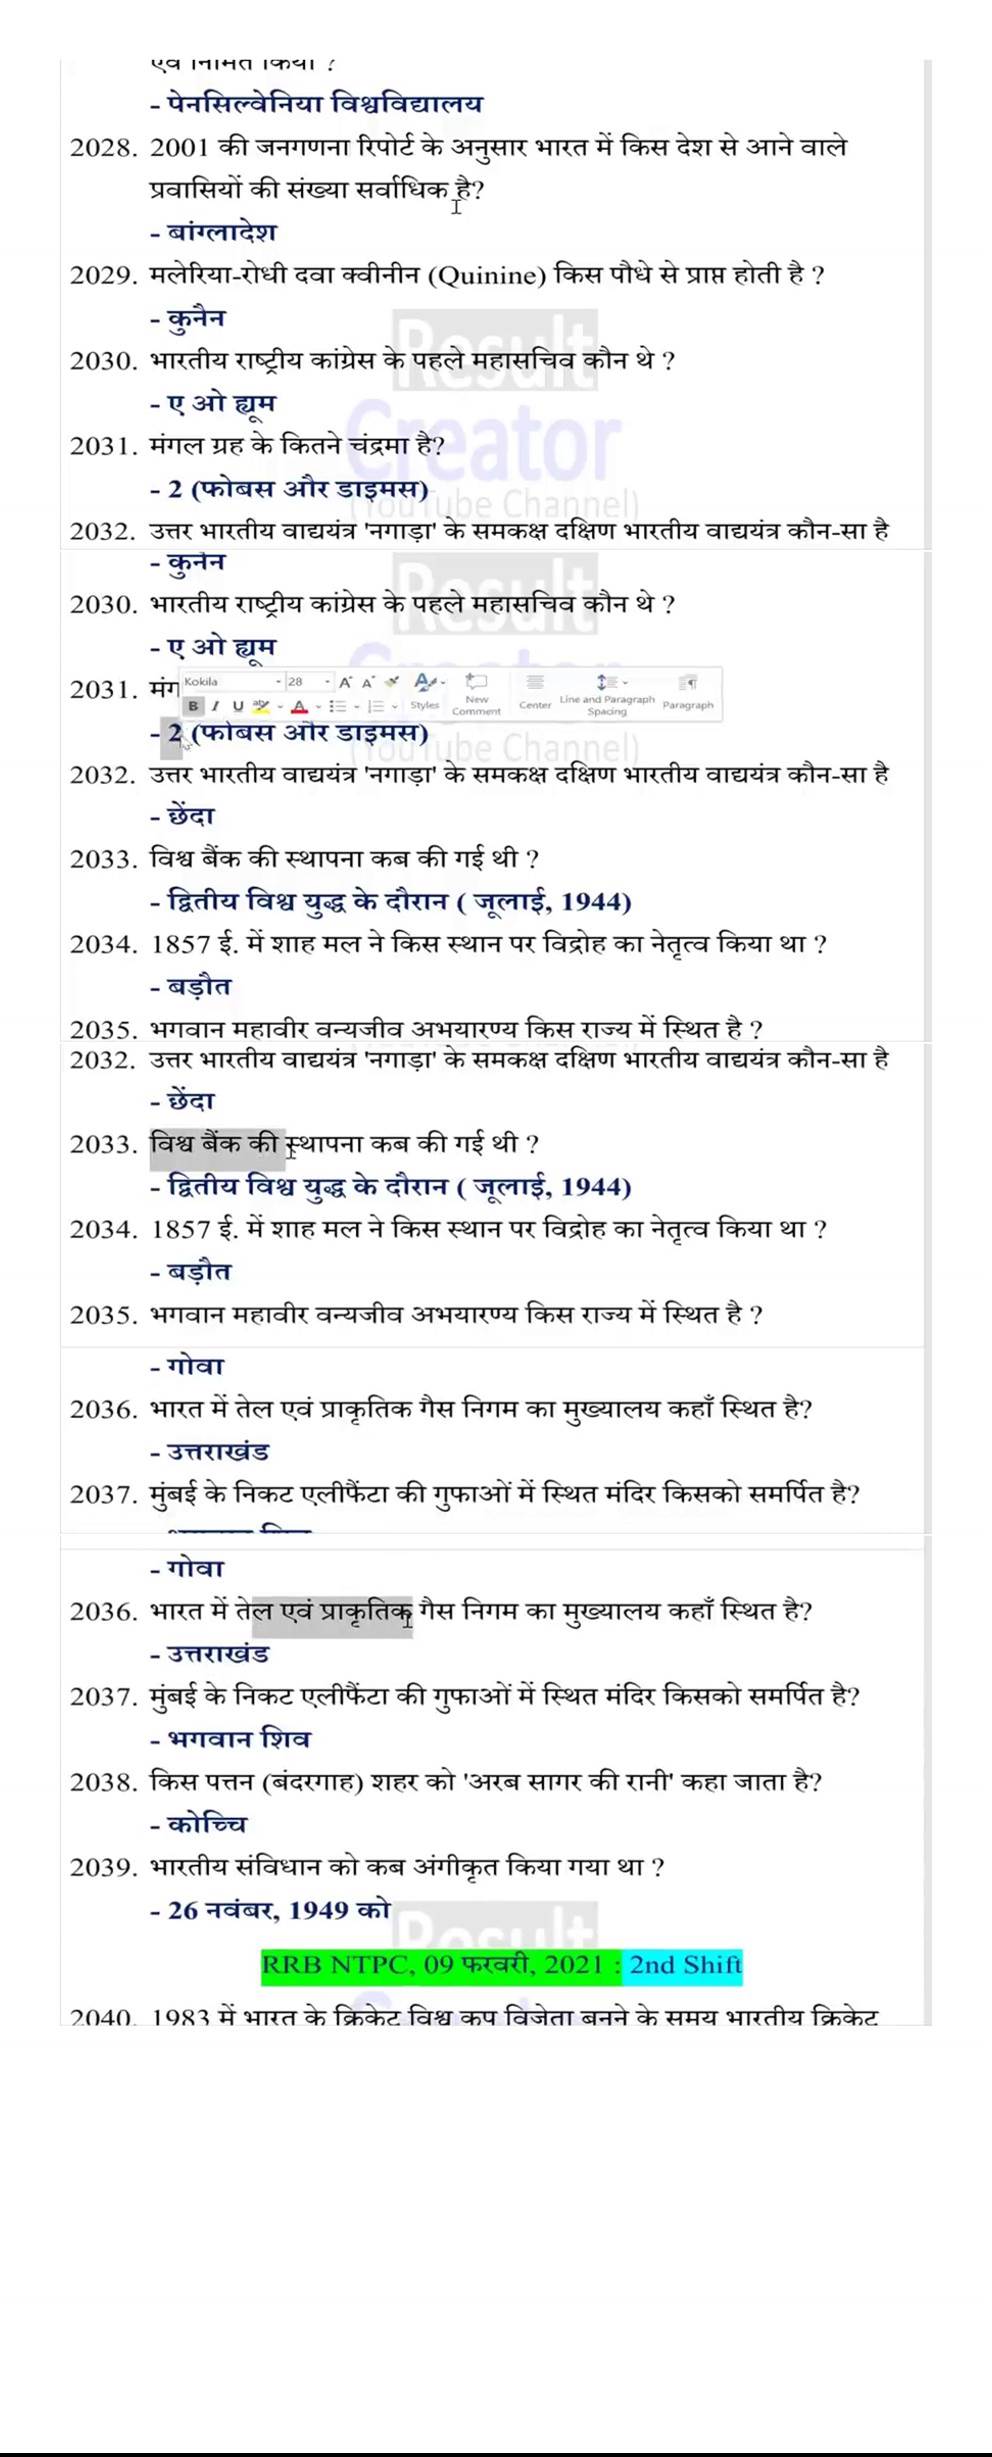 एवं निर्मित किया ?
- पेनसिल्वेनिया विश्वविद्यालय
2028. 2001 की जनगणना रिपोर्ट के अनुसार भारत में किस देश से आने वाले
प्रवासियों की संख्या सर्वाधिक है?
- बांग्लादेश
2029. मलेरिया-रोधी दवा क्वीनीन (Quinine) किस पौधे से प्राप्त होती है ?
- कुनैन
Result
2030. भारतीय राष्ट्रीय कांग्रेस के पहले महासचिव कौन थे ?
- ए ओ ह्यूम
Creator
2031. मंगल ग्रह के कितने चंद्रमा है?
- 2 (फोबस और डाइमस)
(YouTube Channel)
2032. उत्तर भारतीय वाद्ययंत्र 'नगाड़ा' के समकक्ष दक्षिण भारतीय वाद्ययंत्र कौन-सा है
- कुनैन
Result
2030. भारतीय राष्ट्रीय कांग्रेस के पहले महासचिव कौन थे ?
- ए ओ ह्यूम
2031. मंग
Kokila 28 A A A
B I U ab A Styles New Comment Center Line and Paragraph Spacing Paragraph
- 2 (फोबस और डाइमस)
(YouTube Channel)
2032. उत्तर भारतीय वाद्ययंत्र 'नगाड़ा' के समकक्ष दक्षिण भारतीय वाद्ययंत्र कौन-सा है
- छेंदा
2033. विश्व बैंक की स्थापना कब की गई थी ?
- द्वितीय विश्व युद्ध के दौरान ( जूलाई, 1944)
2034. 1857 ई. में शाह मल ने किस स्थान पर विद्रोह का नेतृत्व किया था ?
- बड़ौत
2035. भगवान महावीर वन्यजीव अभयारण्य किस राज्य में स्थित है ?
2032. उत्तर भारतीय वाद्ययंत्र 'नगाड़ा' के समकक्ष दक्षिण भारतीय वाद्ययंत्र कौन-सा है
- छेंदा
2033. विश्व बैंक की स्थापना कब की गई थी ?
- द्वितीय विश्व युद्ध के दौरान ( जूलाई, 1944)
2034. 1857 ई. में शाह मल ने किस स्थान पर विद्रोह का नेतृत्व किया था ?
- बड़ौत
2035. भगवान महावीर वन्यजीव अभयारण्य किस राज्य में स्थित है ?
- गोवा
2036. भारत में तेल एवं प्राकृतिक गैस निगम का मुख्यालय कहाँ स्थित है?
- उत्तराखंड
2037. मुंबई के निकट एलीफैंटा की गुफाओं में स्थित मंदिर किसको समर्पित है?
- गोवा
2036. भारत में तेल एवं प्राकृतिक गैस निगम का मुख्यालय कहाँ स्थित है?
- उत्तराखंड
2037. मुंबई के निकट एलीफैंटा की गुफाओं में स्थित मंदिर किसको समर्पित है?
- भगवान शिव
2038. किस पत्तन (बंदरगाह) शहर को 'अरब सागर की रानी' कहा जाता है?
- कोच्चि
2039. भारतीय संविधान को कब अंगीकृत किया गया था ?
- 26 नवंबर, 1949 को
Result
RRB NTPC, 09 फरवरी, 2021 : 2nd Shift
2040. 1983 में भारत के क्रिकेट विश्व कप विजेता बनने के समय भारतीय क्रिकेट